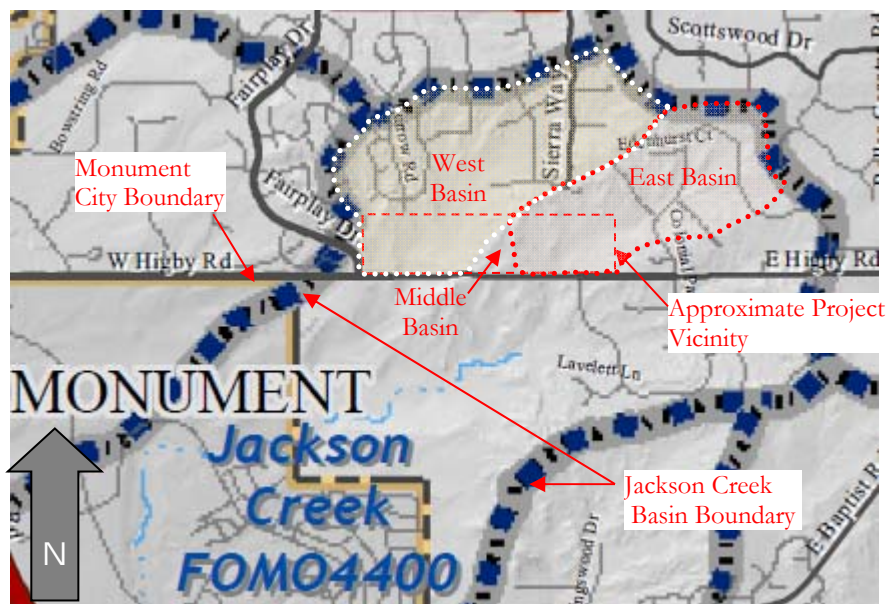 Scottswood Dr
Fairplay Dr
Bowstring Rd
Sierra Way
West
Basin
East Basin
Monument
City Boundary
Fairplay Dr
W Higby Rd
E Higby Rd
Middle
Basin
Approximate Project
Vicinity
Lavelett Ln
MONUMENT
Jackson
Creek
FOMO4400
Jackson Creek
Basin Boundary
E Baptist Rd
N